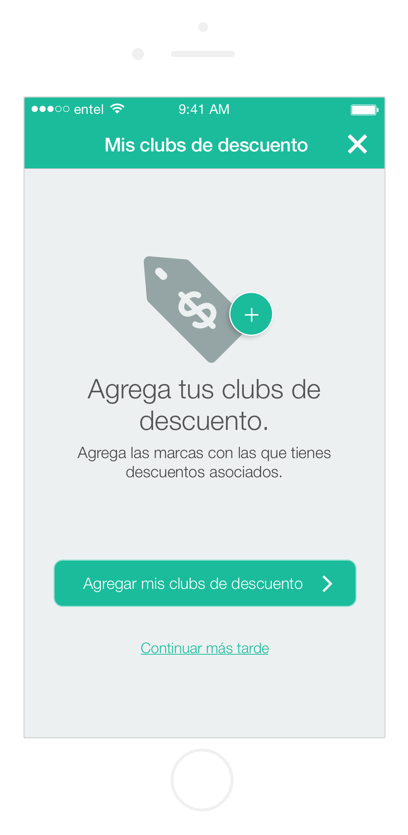 entel 9:41 AM
Mis clubs de descuento
$
+
Agrega tus clubs de
descuento.
Agrega las marcas con las que tienes
descuentos asociados.
Agregar mis clubs de descuento
Continuar más tarde